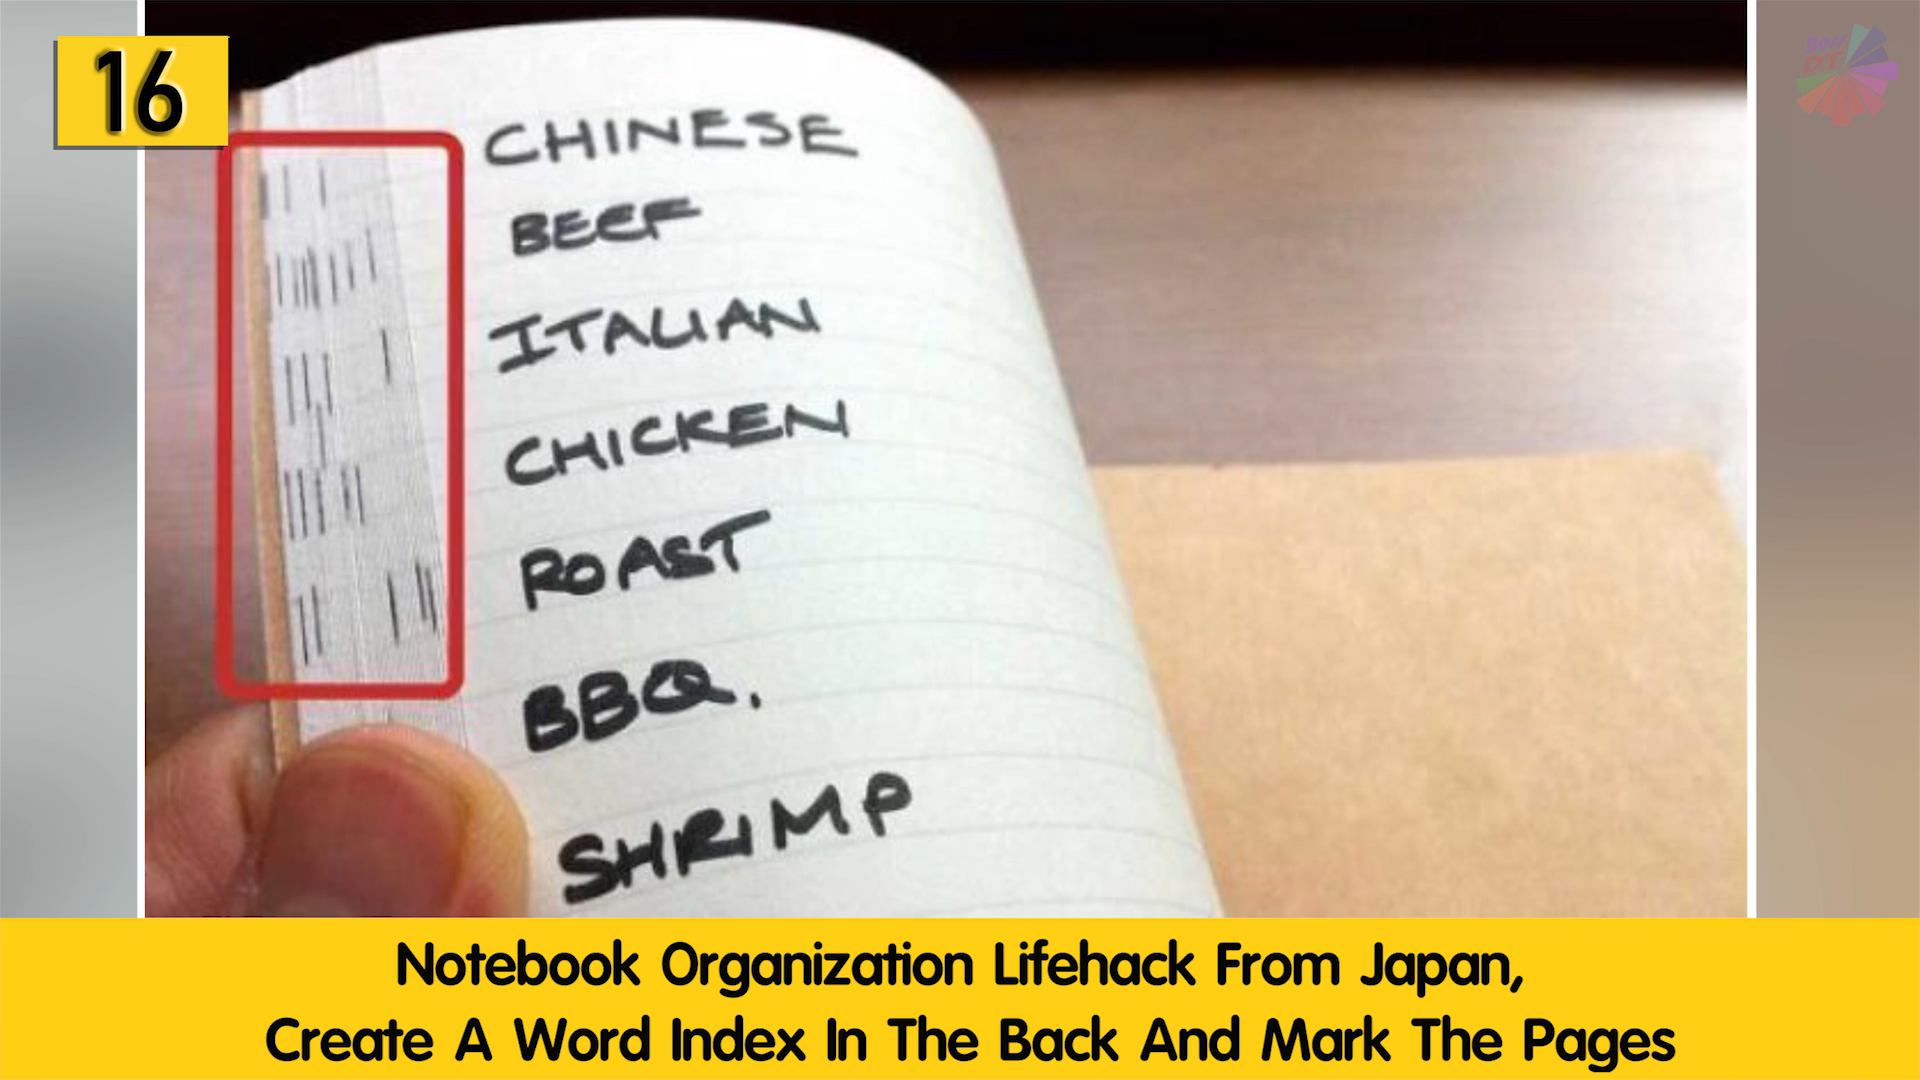 16
CHINESE
BEEF
ITALIAN
CHICKEN
ROAST
BBQ.
SHRIMP
Notebook Organization Lifehack From Japan,
Create A Word Index In The Back And Mark The Pages